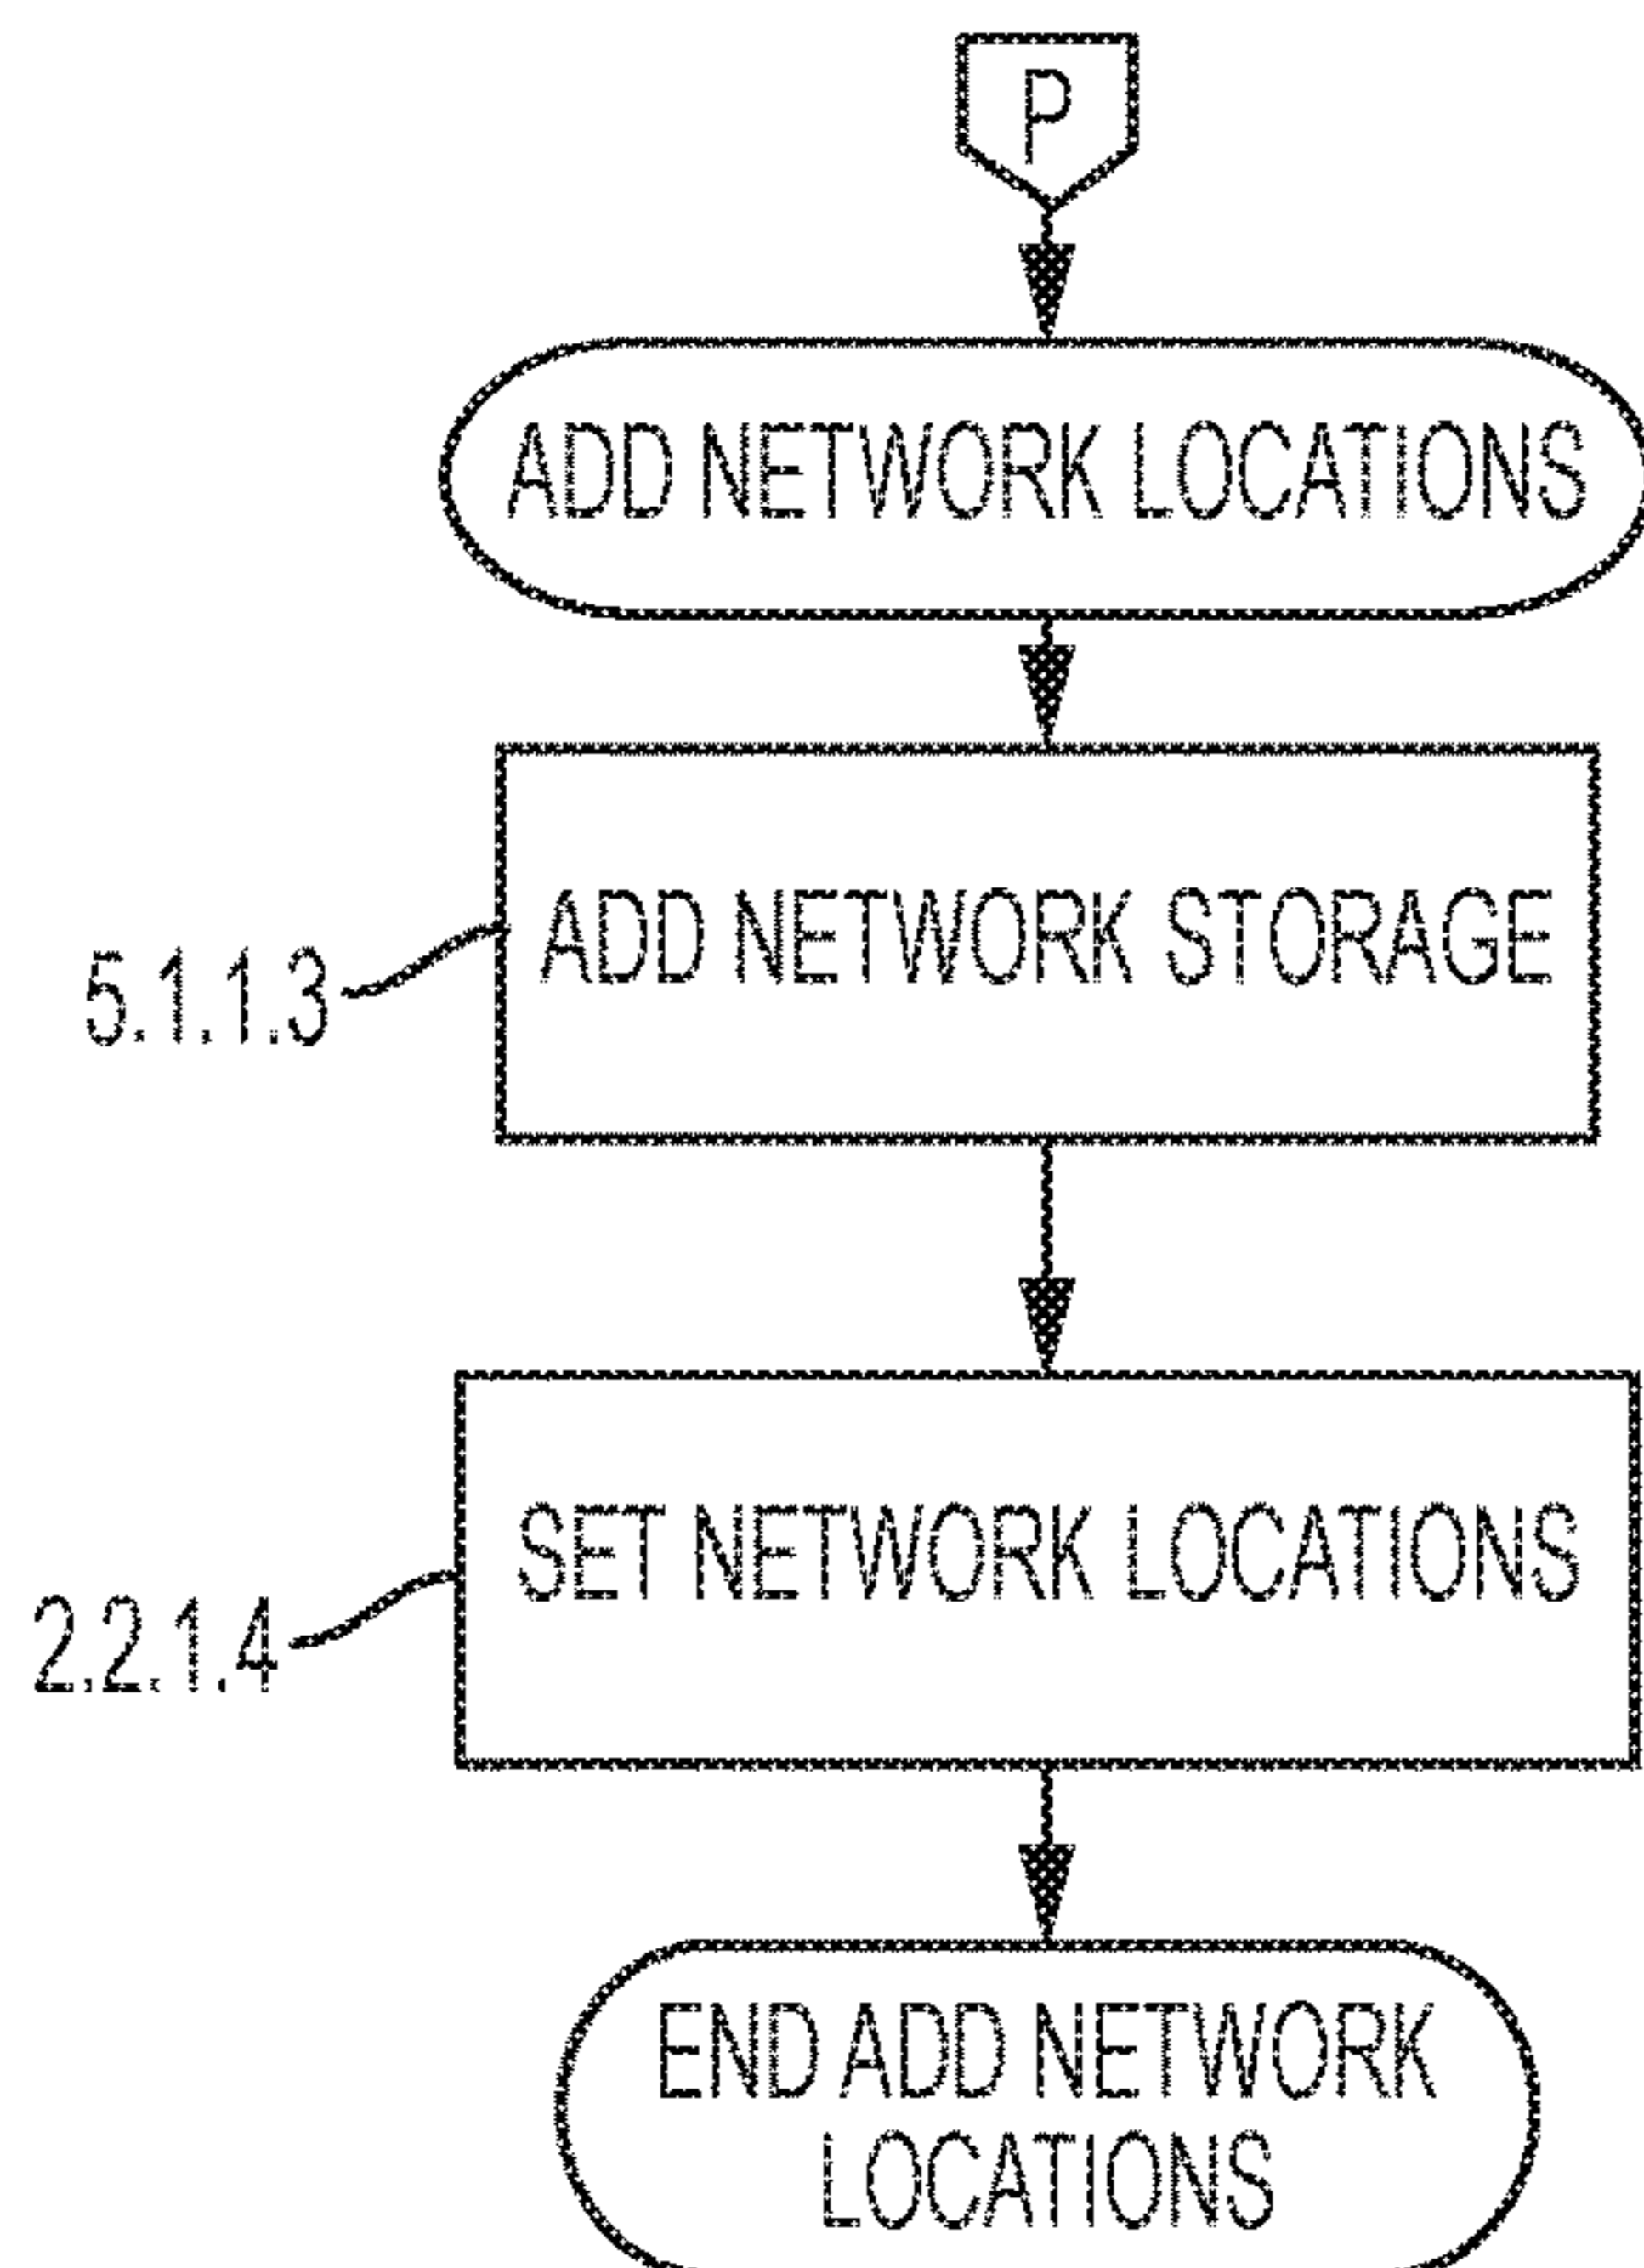 P
ADD NETWORK LOCATIONS
ADD NETWORK STORAGE
5.1.1.3
SET NETWORK LOCATIONS
2.2.1.4
END ADD NETWORK
LOCATIONS